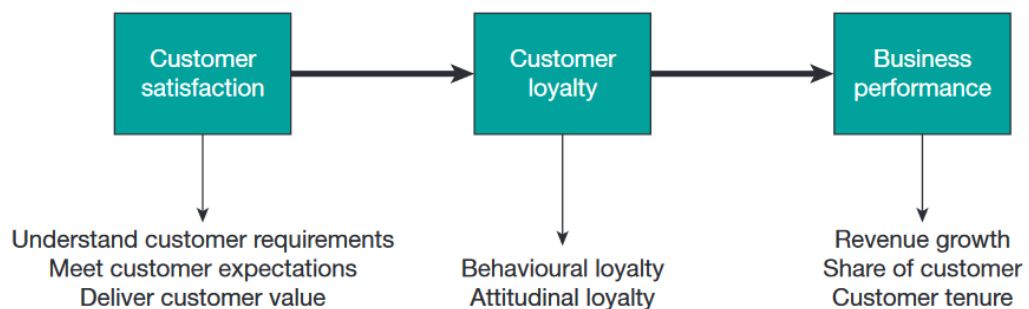 Customer
satisfaction
Customer
loyalty
Business
performance
Understand customer requirements
Meet customer expectations
Deliver customer value
Behavioural loyalty
Attitudinal loyalty
Revenue growth
Share of customer
Customer tenure